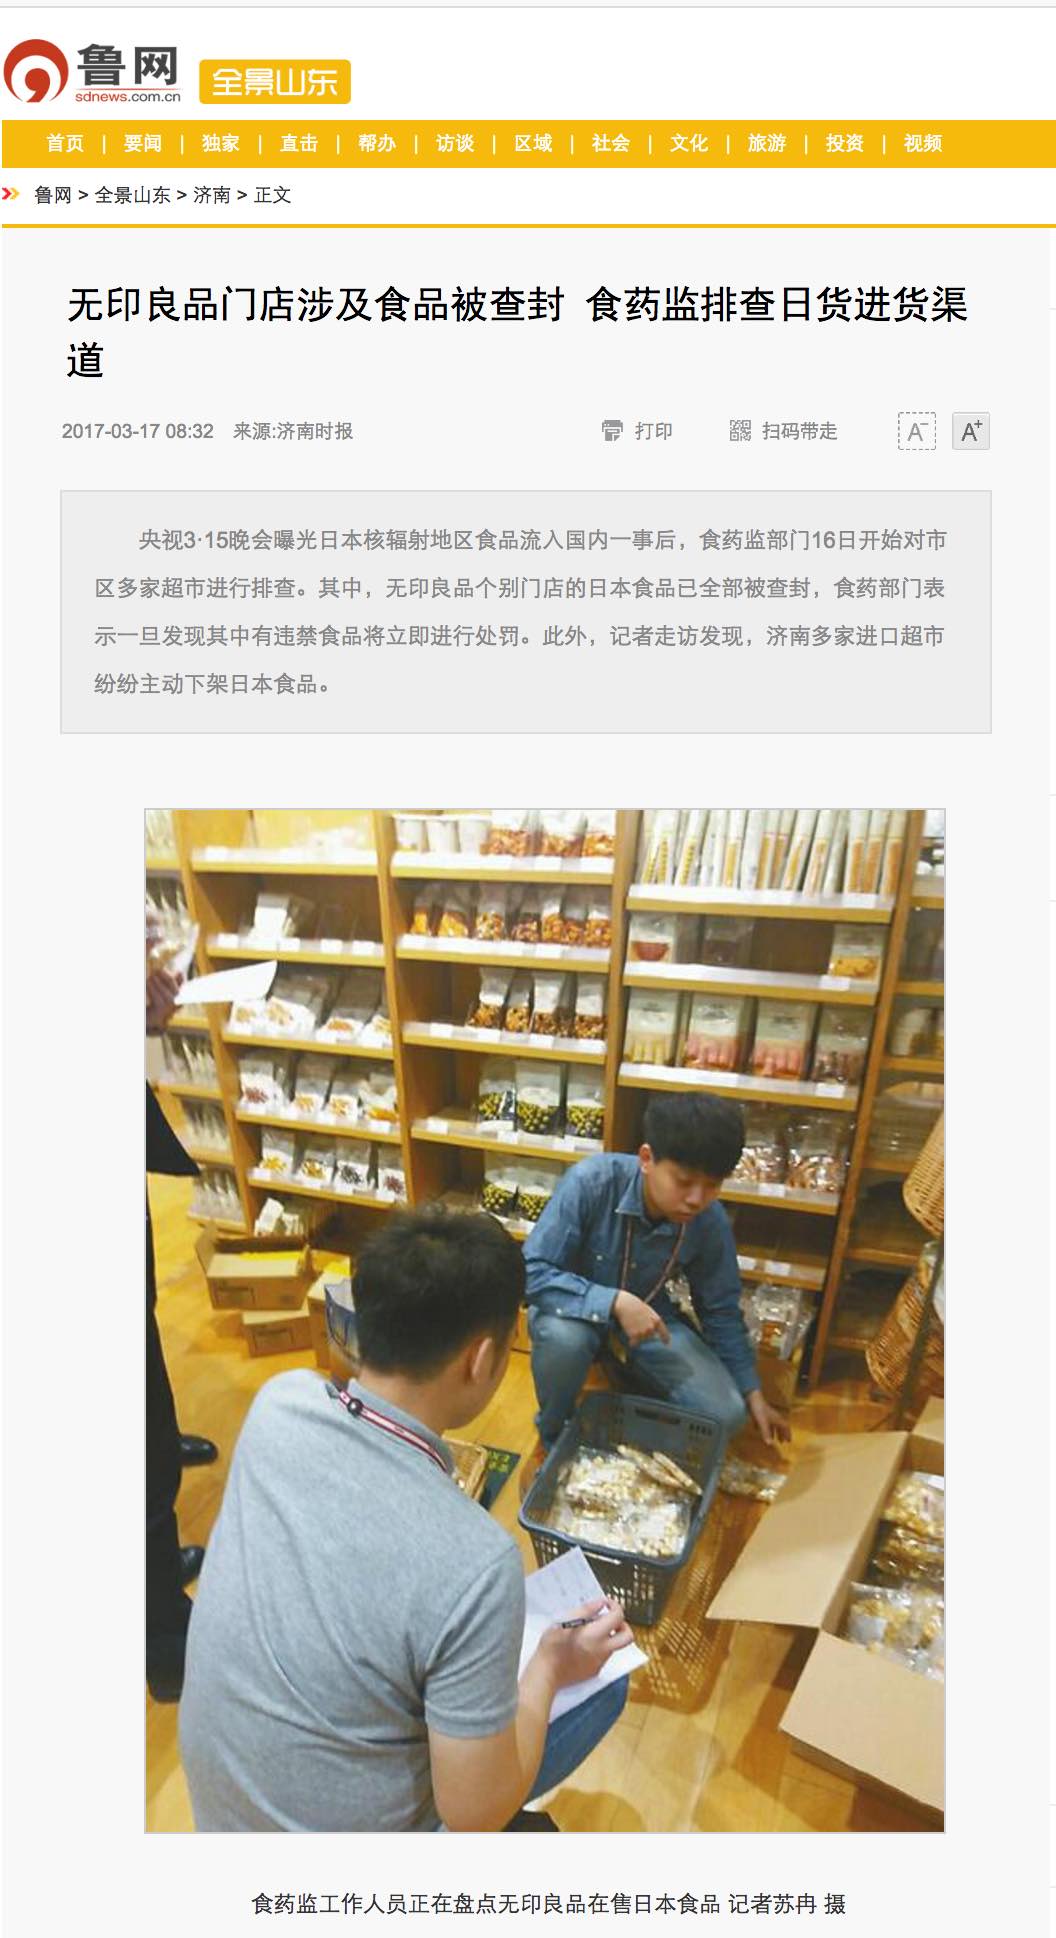 鲁网
sdnews.com.cn
全景山东
首页 | 要闻 | 独家 | 直击 | 帮办 | 访谈 | 区域 | 社会 | 文化 | 旅游 | 投资 | 视频
鲁网 > 全景山东 > 济南 > 正文
无印良品门店涉及食品被查封 食药监排查日货进货渠
道
2017-03-17 08:32 来源:济南时报 打印 扫码带走 A- A+
央视3·15晚会曝光日本核辐射地区食品流入国内一事后，食药监部门16日开始对市
区多家超市进行排查。其中，无印良品个别门店的日本食品已全部被查封，食药部门表
示一旦发现其中有违禁食品将立即进行处罚。此外，记者走访发现，济南多家进口超市
纷纷主动下架日本食品。
食药监工作人员正在盘点无印良品在售日本食品 记者苏冉 摄